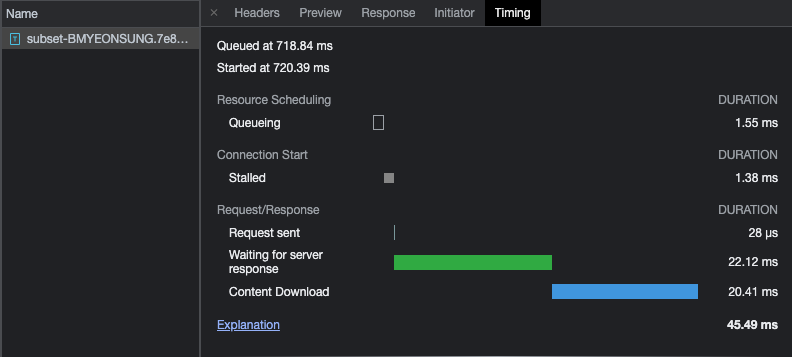 Name
× Headers Preview Response Initiator Timing
subset-BMYEONSUNG.7e8...
Queued at 718.84 ms
Started at 720.39 ms
Resource Scheduling DURATION
Queueing 1.55 ms
Connection Start DURATION
Stalled 1.38 ms
Request/Response DURATION
Request sent 28 μs
Waiting for server
response 22.12 ms
Content Download 20.41 ms
Explanation 45.49 ms